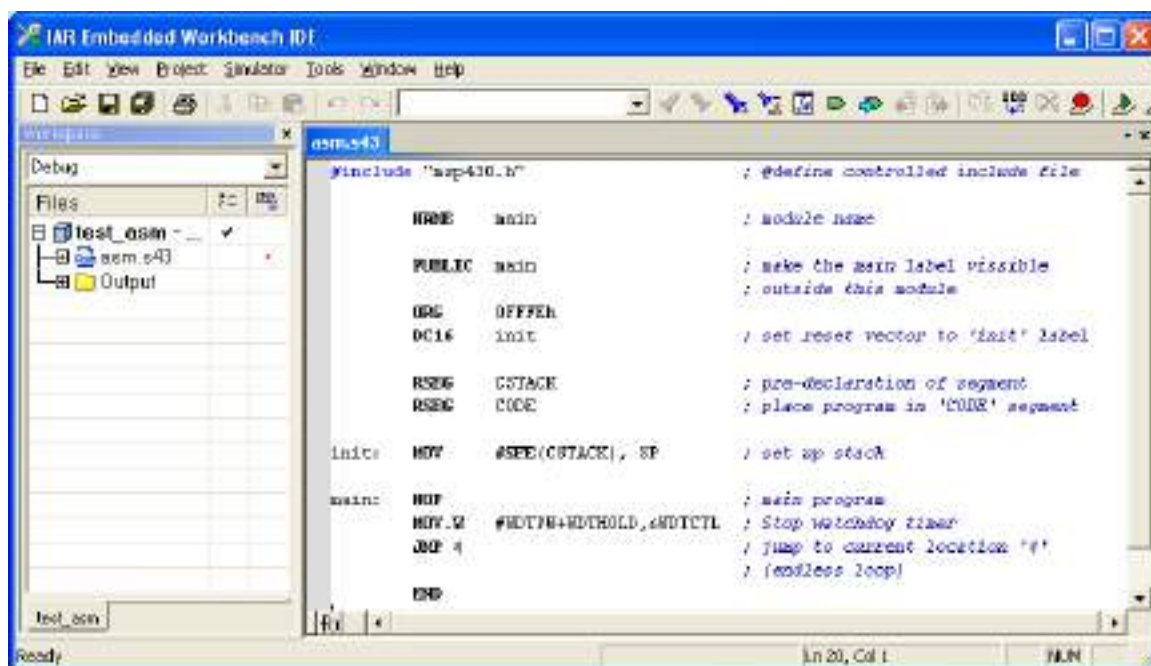 IAR Embedded Workbench IDE
File Edit View Project Simulator Tools Window Help
Workspace
Debug
Files
test_asm - ...
asm.s43
Output
test_asm
asm.s43
#include "msp430.h" ; #define controlled include file
NAME main ; module name
PUBLIC main ; make the main label vissible
; outside this module
ORG 0FFFEh
DC16 init ; set reset vector to 'init' label
RSEG CSTACK ; pre-declaration of segment
RSEG CODE ; place program in 'CODE' segment
init: MOV #SFE(CSTACK), SP ; set up stack
main: NOP ; main program
MOV.W #WDTPW+WDTHOLD,&WDTCTL ; Stop watchdog timer
JMP $ ; jump to current location '$'
; (endless loop)
END
Ready Ln 20, Col 1 NUM